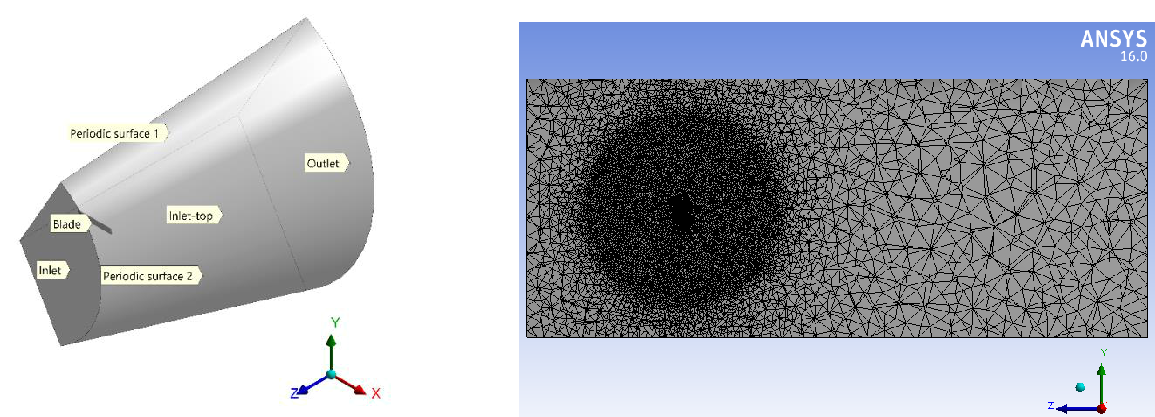 Periodic surface 1
Outlet
Inlet-top
Blade
Inlet
Periodic surface 2
Y
Z
X
ANSYS
16.0
Y
Z